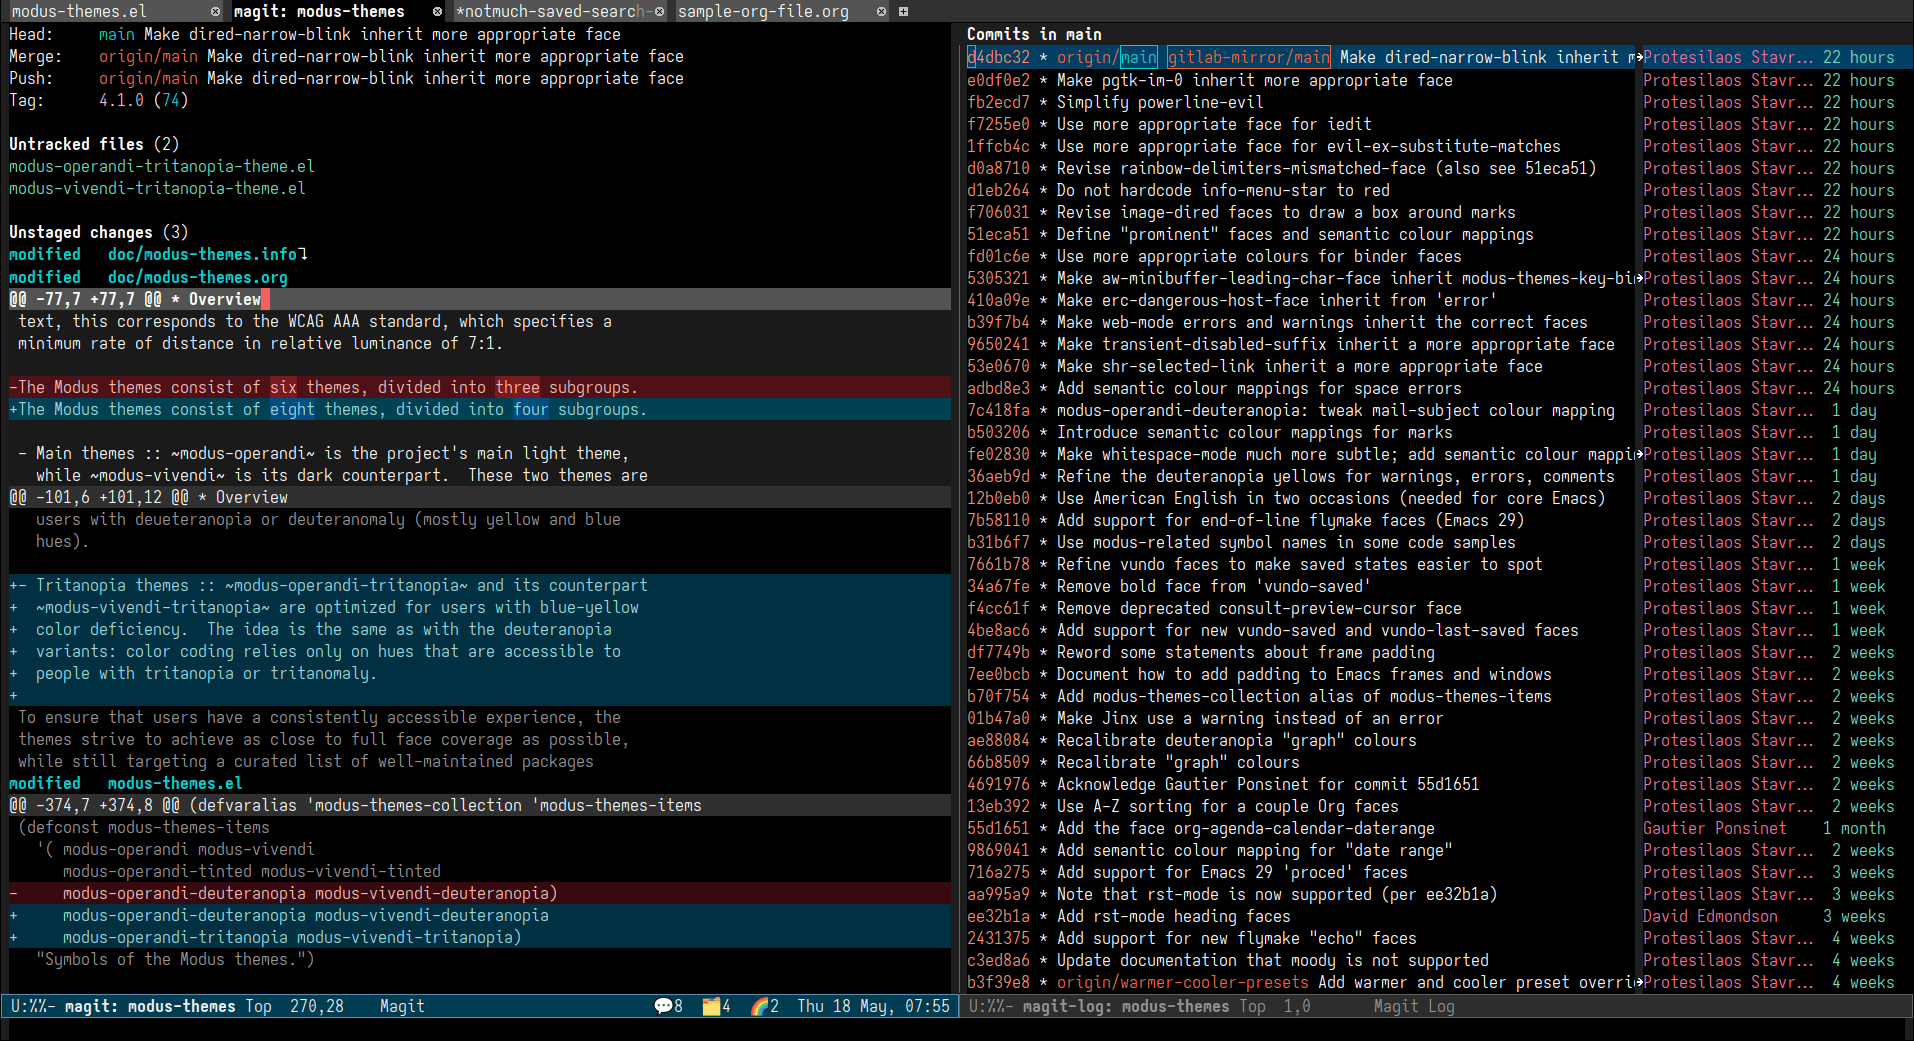 modus-themes.el magit: modus-themes *notmuch-saved-search- sample-org-file.org
Head:     main Make dired-narrow-blink inherit more appropriate face
Merge:    origin/main Make dired-narrow-blink inherit more appropriate face
Push:     origin/main Make dired-narrow-blink inherit more appropriate face
Tag:      4.1.0 (74)
Untracked files (2)
modus-operandi-tritanopia-theme.el
modus-vivendi-tritanopia-theme.el
Unstaged changes (3)
modified   doc/modus-themes.info
modified   doc/modus-themes.org
@@ -77,7 +77,7 @@ * Overview
 text, this corresponds to the WCAG AAA standard, which specifies a
 minimum rate of distance in relative luminance of 7:1.
-The Modus themes consist of six themes, divided into three subgroups.
+The Modus themes consist of eight themes, divided into four subgroups.
 - Main themes :: ~modus-operandi~ is the project's main light theme,
   while ~modus-vivendi~ is its dark counterpart.  These two themes are
@@ -101,6 +101,12 @@ * Overview
   users with deueteranopia or deuteranomaly (mostly yellow and blue
   hues).
+- Tritanopia themes :: ~modus-operandi-tritanopia~ and its counterpart
+  ~modus-vivendi-tritanopia~ are optimized for users with blue-yellow
+  color deficiency.  The idea is the same as with the deuteranopia
+  variants: color coding relies only on hues that are accessible to
+  people with tritanopia or tritanomaly.
+
 To ensure that users have a consistently accessible experience, the
 themes strive to achieve as close to full face coverage as possible,
 while still targeting a curated list of well-maintained packages
modified   modus-themes.el
@@ -374,7 +374,8 @@ (defvaralias 'modus-themes-collection 'modus-themes-items
 (defconst modus-themes-items
   '( modus-operandi modus-vivendi
      modus-operandi-tinted modus-vivendi-tinted
-     modus-operandi-deuteranopia modus-vivendi-deuteranopia)
+     modus-operandi-deuteranopia modus-vivendi-deuteranopia
+     modus-operandi-tritanopia modus-vivendi-tritanopia)
   "Symbols of the Modus themes.")
U:%%- magit: modus-themes Top  270,28    Magit 8 4 2 Thu 18 May, 07:55
Commits in main
d4dbc32 * origin/main gitlab-mirror/main Make dired-narrow-blink inherit m Protesilaos Stavr... 22 hours
e0df0e2 * Make pgtk-im-0 inherit more appropriate face Protesilaos Stavr... 22 hours
fb2ecd7 * Simplify powerline-evil Protesilaos Stavr... 22 hours
f7255e0 * Use more appropriate face for iedit Protesilaos Stavr... 22 hours
1ffcb4c * Use more appropriate face for evil-ex-substitute-matches Protesilaos Stavr... 22 hours
d0a8710 * Revise rainbow-delimiters-mismatched-face (also see 51eca51) Protesilaos Stavr... 22 hours
d1eb264 * Do not hardcode info-menu-star to red Protesilaos Stavr... 22 hours
f706031 * Revise image-dired faces to draw a box around marks Protesilaos Stavr... 22 hours
51eca51 * Define "prominent" faces and semantic colour mappings Protesilaos Stavr... 22 hours
fd01c6e * Use more appropriate colours for binder faces Protesilaos Stavr... 24 hours
5305321 * Make aw-minibuffer-leading-char-face inherit modus-themes-key-bin Protesilaos Stavr... 24 hours
410a09e * Make erc-dangerous-host-face inherit from 'error' Protesilaos Stavr... 24 hours
b39f7b4 * Make web-mode errors and warnings inherit the correct faces Protesilaos Stavr... 24 hours
9650241 * Make transient-disabled-suffix inherit a more appropriate face Protesilaos Stavr... 24 hours
53e0670 * Make shr-selected-link inherit a more appropriate face Protesilaos Stavr... 24 hours
adbd8e3 * Add semantic colour mappings for space errors Protesilaos Stavr... 24 hours
7c418fa * modus-operandi-deuteranopia: tweak mail-subject colour mapping Protesilaos Stavr... 1 day
b503206 * Introduce semantic colour mappings for marks Protesilaos Stavr... 1 day
fe02830 * Make whitespace-mode much more subtle; add semantic colour mappin Protesilaos Stavr... 1 day
36aeb9d * Refine the deuteranopia yellows for warnings, errors, comments Protesilaos Stavr... 1 day
12b0eb0 * Use American English in two occasions (needed for core Emacs) Protesilaos Stavr... 2 days
7b58110 * Add support for end-of-line flymake faces (Emacs 29) Protesilaos Stavr... 2 days
b31b6f7 * Use modus-related symbol names in some code samples Protesilaos Stavr... 2 days
7661b78 * Refine vundo faces to make saved states easier to spot Protesilaos Stavr... 1 week
34a67fe * Remove bold face from 'vundo-saved' Protesilaos Stavr... 1 week
f4cc61f * Remove deprecated consult-preview-cursor face Protesilaos Stavr... 1 week
4be8ac6 * Add support for new vundo-saved and vundo-last-saved faces Protesilaos Stavr... 1 week
df7749b * Reword some statements about frame padding Protesilaos Stavr... 2 weeks
7ee0bcb * Document how to add padding to Emacs frames and windows Protesilaos Stavr... 2 weeks
b70f754 * Add modus-themes-collection alias of modus-themes-items Protesilaos Stavr... 2 weeks
01b47a0 * Make Jinx use a warning instead of an error Protesilaos Stavr... 2 weeks
ae88084 * Recalibrate deuteranopia "graph" colours Protesilaos Stavr... 2 weeks
66b8509 * Recalibrate "graph" colours Protesilaos Stavr... 2 weeks
4691976 * Acknowledge Gautier Ponsinet for commit 55d1651 Protesilaos Stavr... 2 weeks
13eb392 * Use A-Z sorting for a couple Org faces Protesilaos Stavr... 2 weeks
55d1651 * Add the face org-agenda-calendar-daterange Gautier Ponsinet 1 month
9869041 * Add semantic colour mapping for "date range" Protesilaos Stavr... 2 weeks
716a275 * Add support for Emacs 29 'proced' faces Protesilaos Stavr... 3 weeks
aa995a9 * Note that rst-mode is now supported (per ee32b1a) Protesilaos Stavr... 3 weeks
ee32b1a * Add rst-mode heading faces David Edmondson 3 weeks
2431375 * Add support for new flymake "echo" faces Protesilaos Stavr... 4 weeks
c3ed8a6 * Update documentation that moody is not supported Protesilaos Stavr... 4 weeks
b3f39e8 * origin/warmer-cooler-presets Add warmer and cooler preset overri Protesilaos Stavr... 4 weeks
U:%%- magit-log: modus-themes Top  1,0       Magit Log